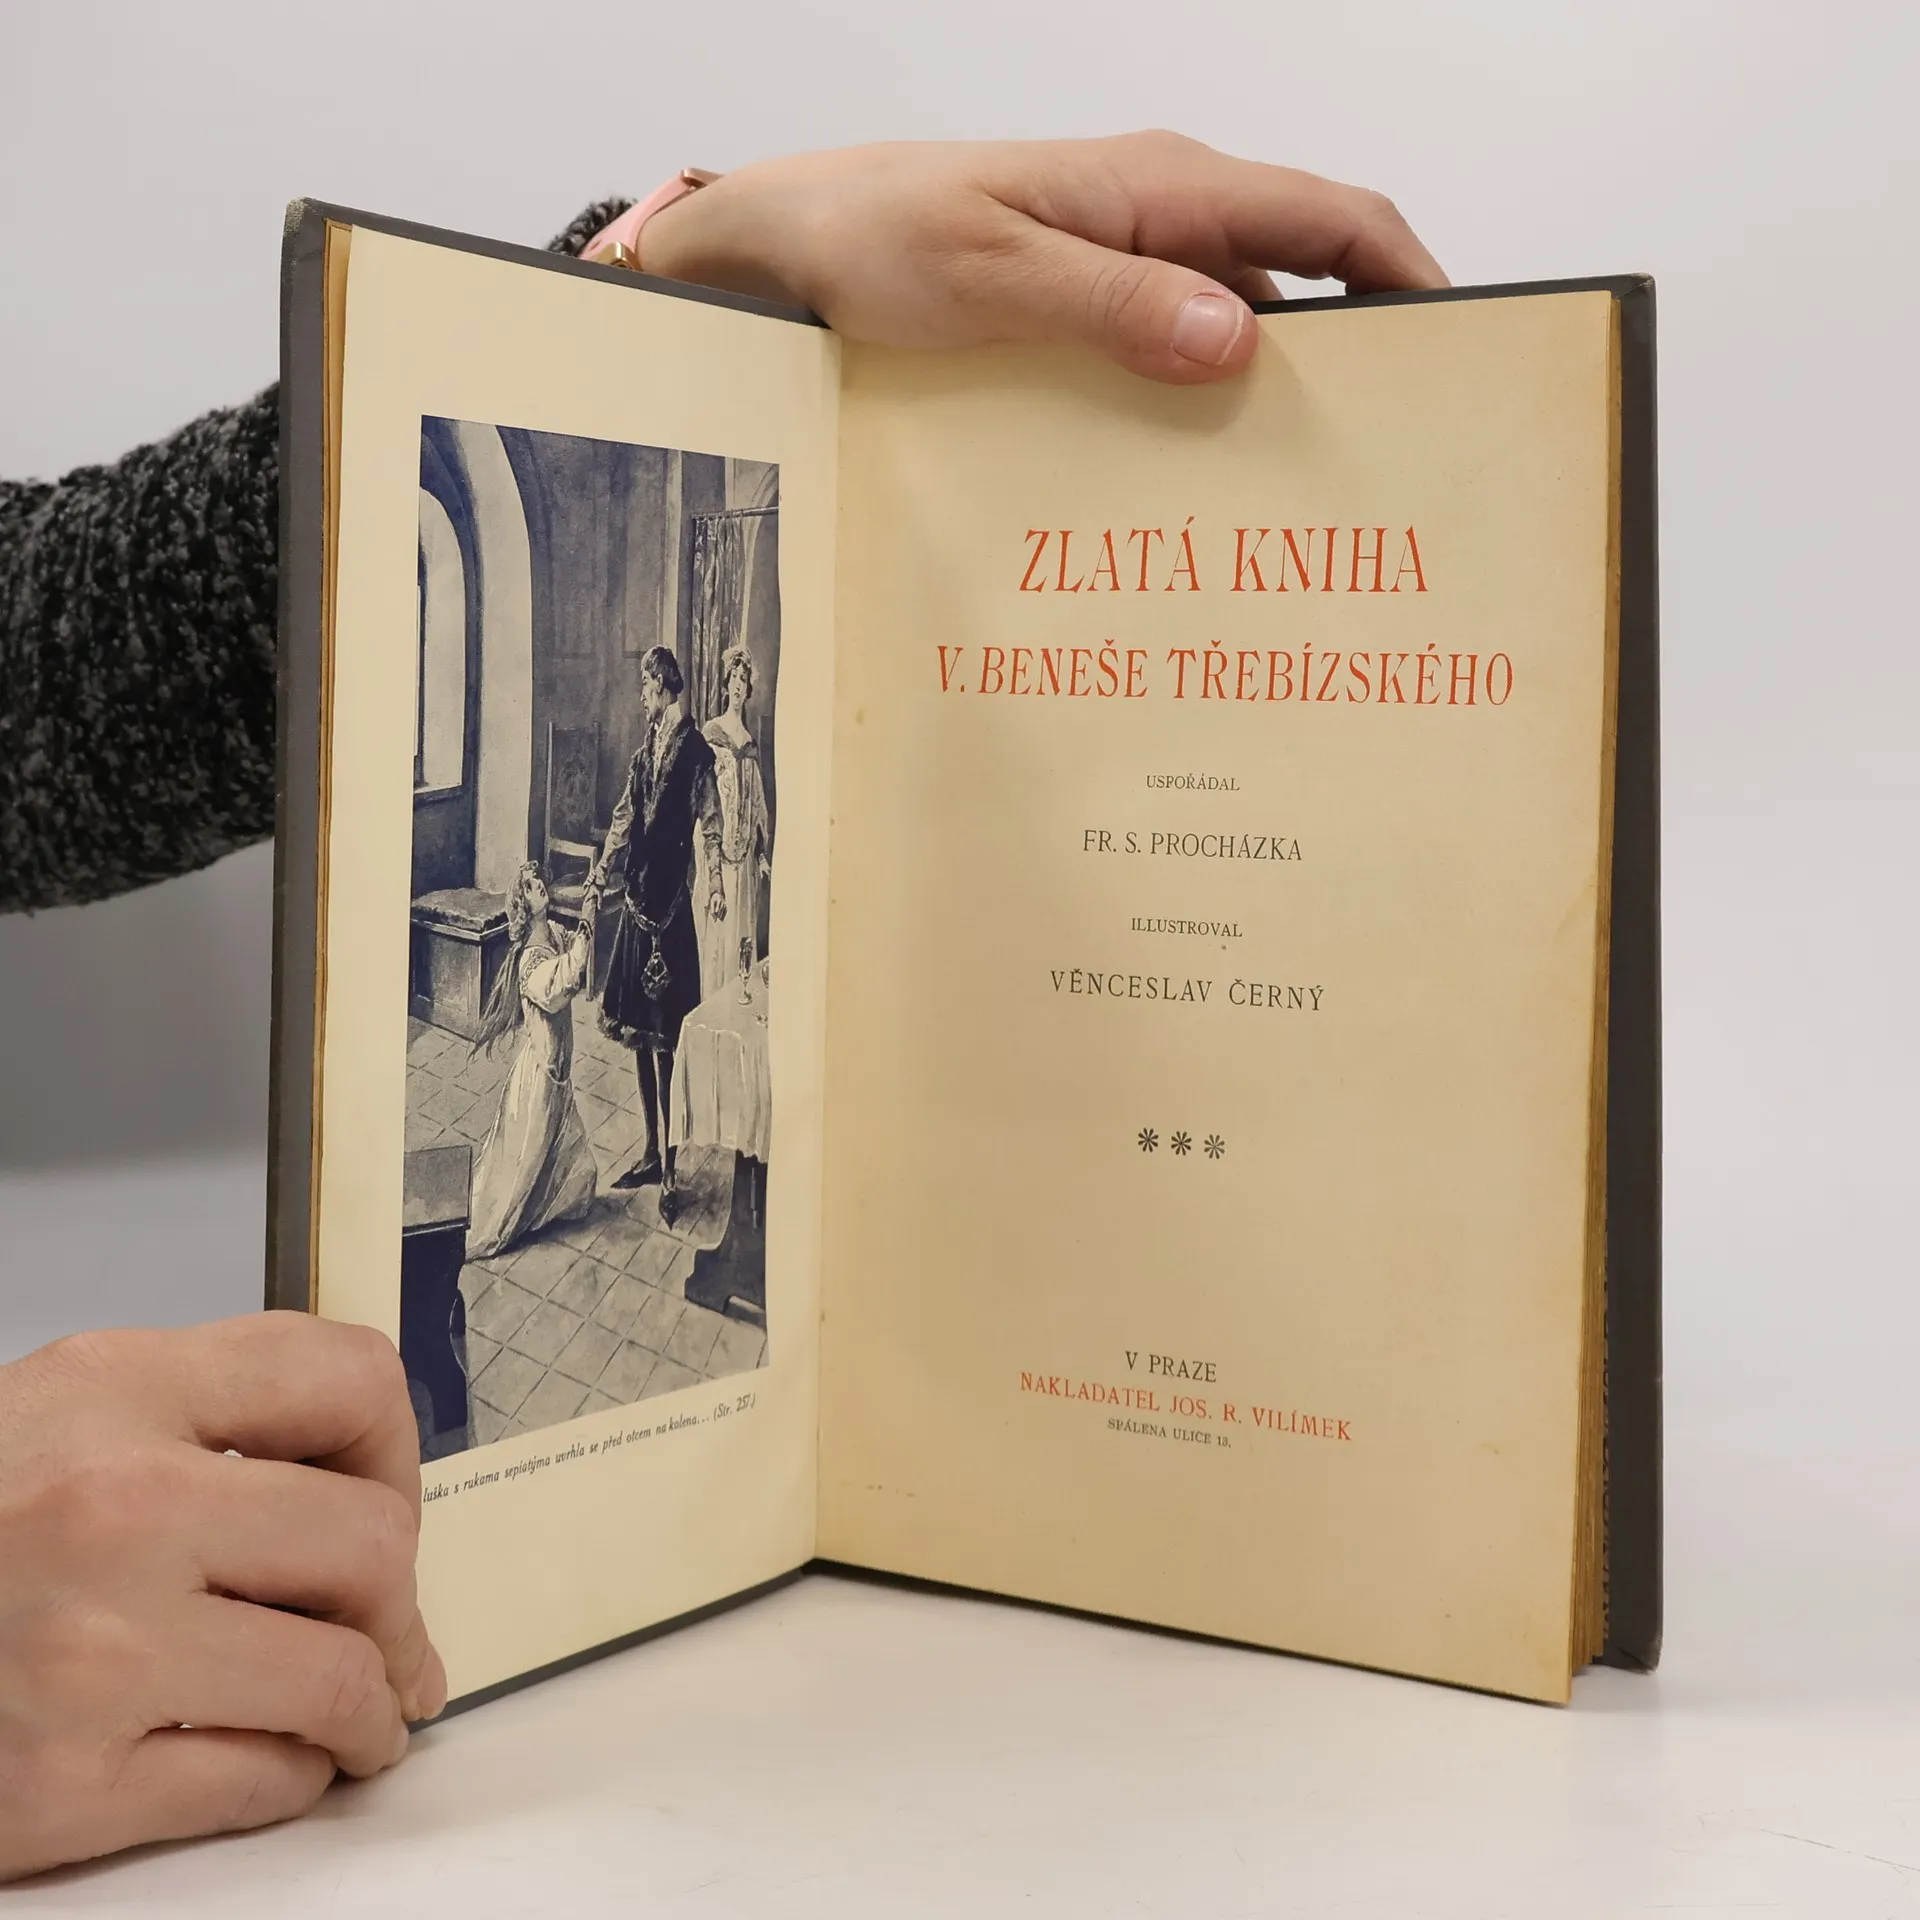 luška s rukama sepiatýma uvrhla se před otcem na kolena... (Str. 257.)
ZLATÁ KNIHA
V. BENEŠE TŘEBÍZSKÉHO
USPOŘÁDAL
FR. S. PROCHÁZKA
ILLUSTROVAL
VĚNCESLAV ČERNÝ
***
V PRAZE
NAKLADATEL JOS. R. VILÍMEK
SPÁLENA ULICE 13.